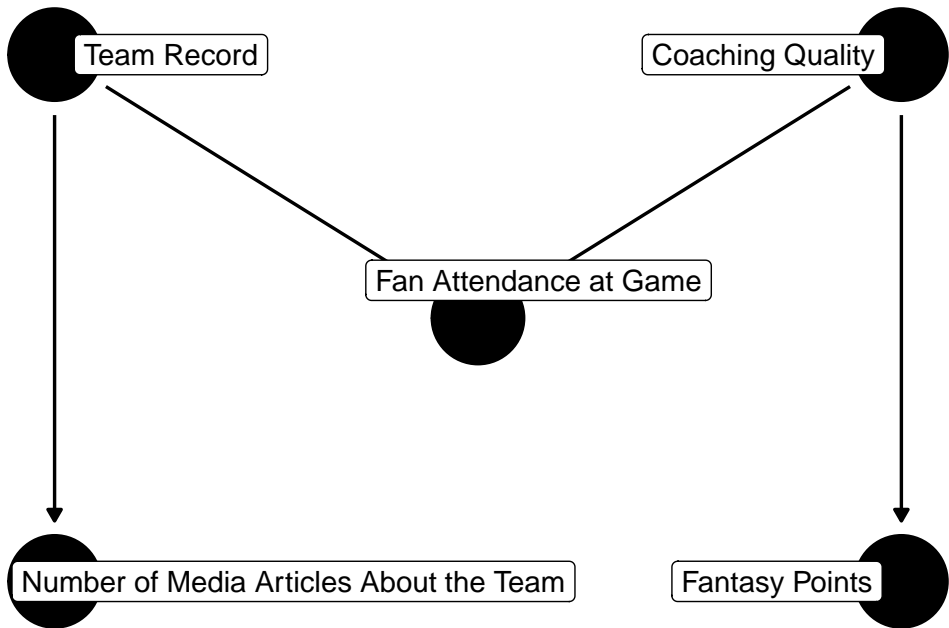 Team Record
Coaching Quality
Fan Attendance at Game
Number of Media Articles About the Team
Fantasy Points